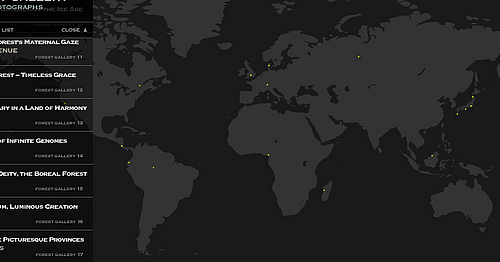 OTOGRAPHS
the Ice Age
LIST CLOSE ▲
orest's Maternal Gaze
enue
FOREST GALLERY 11
rest – Timeless Grace
FOREST GALLERY 12
ary in a Land of Harmony
FOREST GALLERY 13
of Infinite Genomes
FOREST GALLERY 14
Deity, the Boreal Forest
FOREST GALLERY 15
um, Luminous Creation
FOREST GALLERY 16
e Picturesque Provinces
s
FOREST GALLERY 17